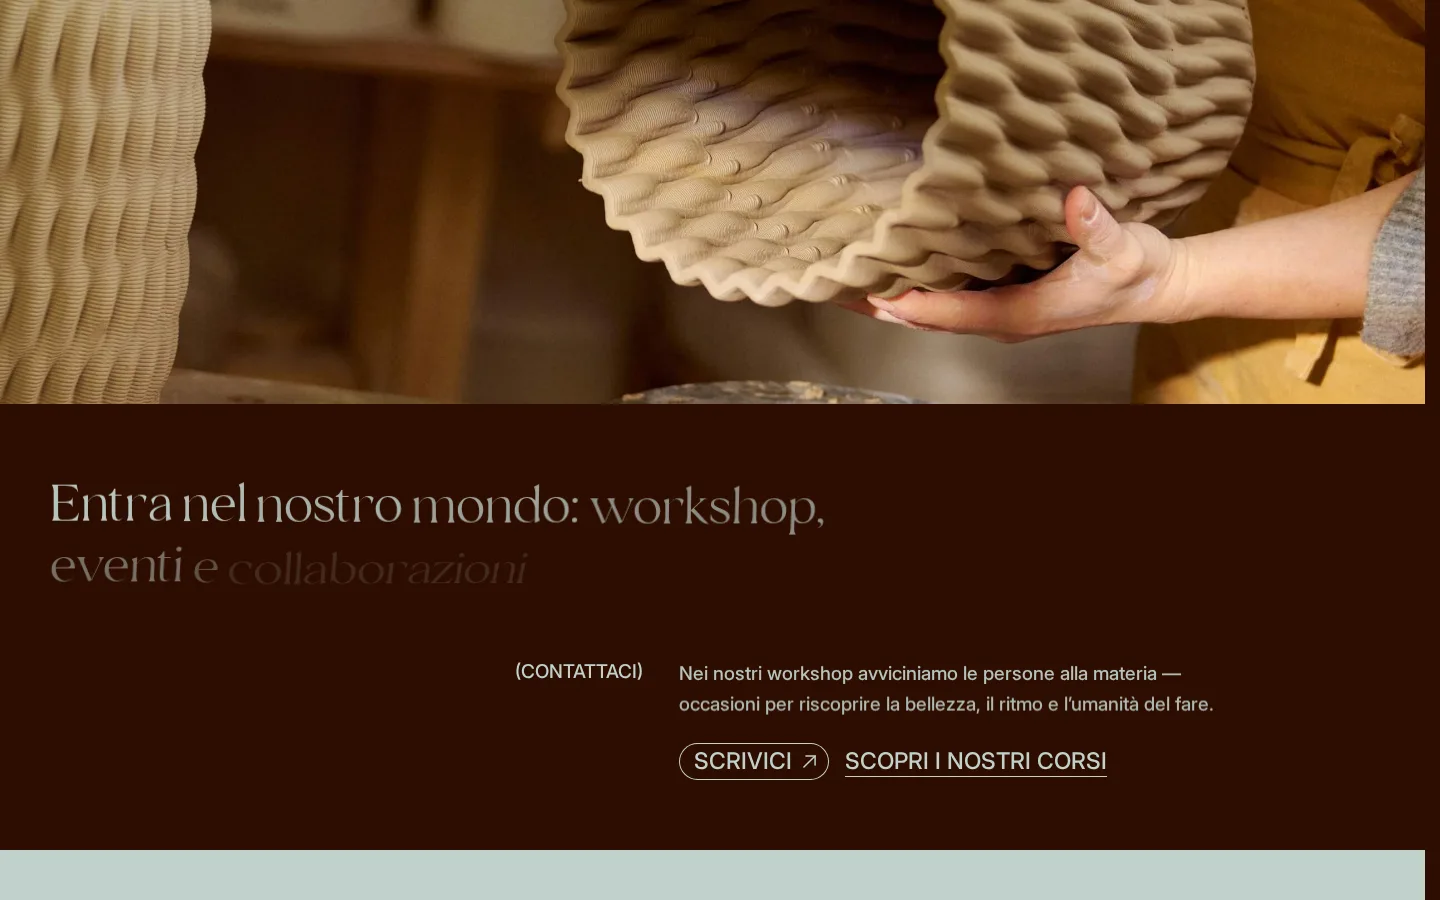 Entra nel nostro mondo: workshop,
eventi e collaborazioni
(CONTATTACI)
Nei nostri workshop avviciniamo le persone alla materia —
occasioni per riscoprire la bellezza, il ritmo e l’umanità del fare.
SCRIVICI ↗ SCOPRI I NOSTRI CORSI